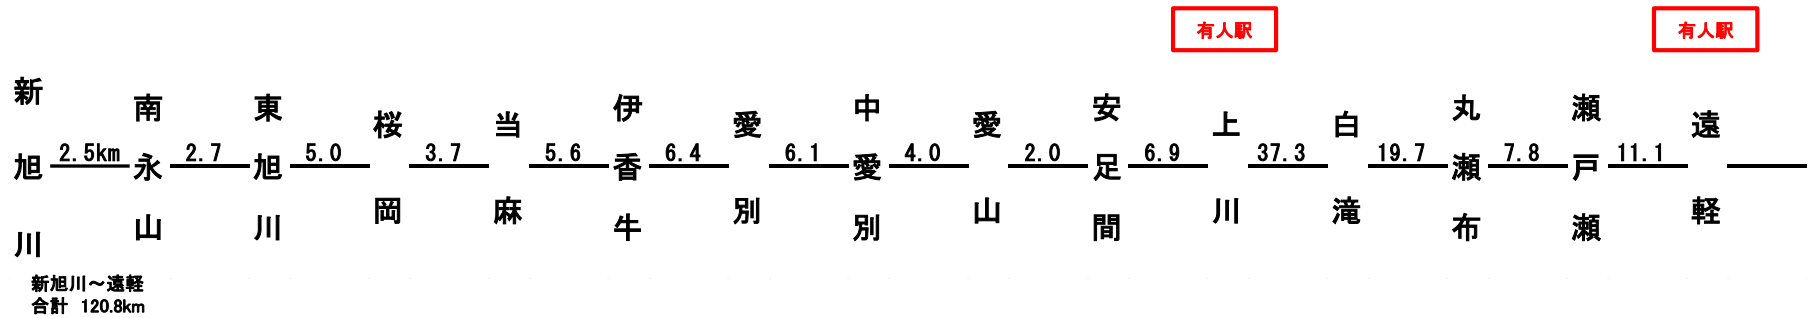 有人駅
有人駅
新旭川
2.5km
南永山
2.7
東旭川
5.0
桜岡
3.7
当麻
5.6
伊香牛
6.4
愛別
6.1
中愛別
4.0
愛山
2.0
安足間
6.9
上川
37.3
白滝
19.7
丸瀬布
7.8
瀬戸瀬
11.1
遠軽
新旭川～遠軽
合計 120.8km